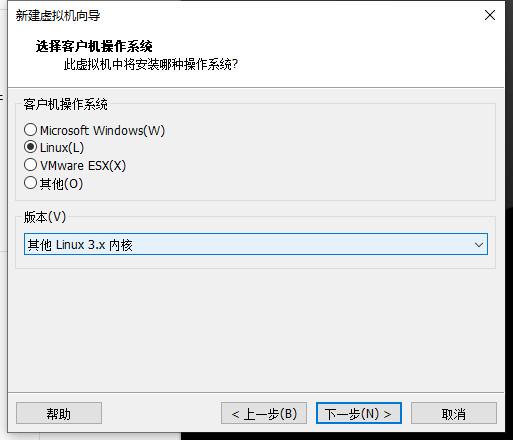 新建虚拟机向导
选择客户机操作系统
此虚拟机中将安装哪种操作系统?
客户机操作系统
Microsoft Windows(W)
Linux(L)
VMware ESX(X)
其他(O)
版本(V)
其他 Linux 3.x 内核
帮助
< 上一步(B)
下一步(N) >
取消